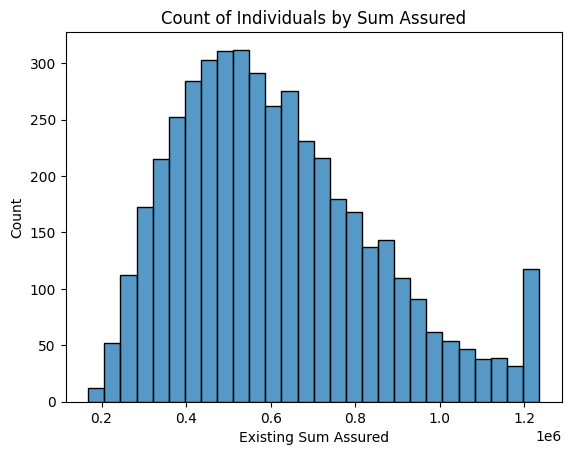 Count of Individuals by Sum Assured
300
250
200
150
100
50
0
Count
0.2 0.4 0.6 0.8 1.0 1.2
1e6
Existing Sum Assured